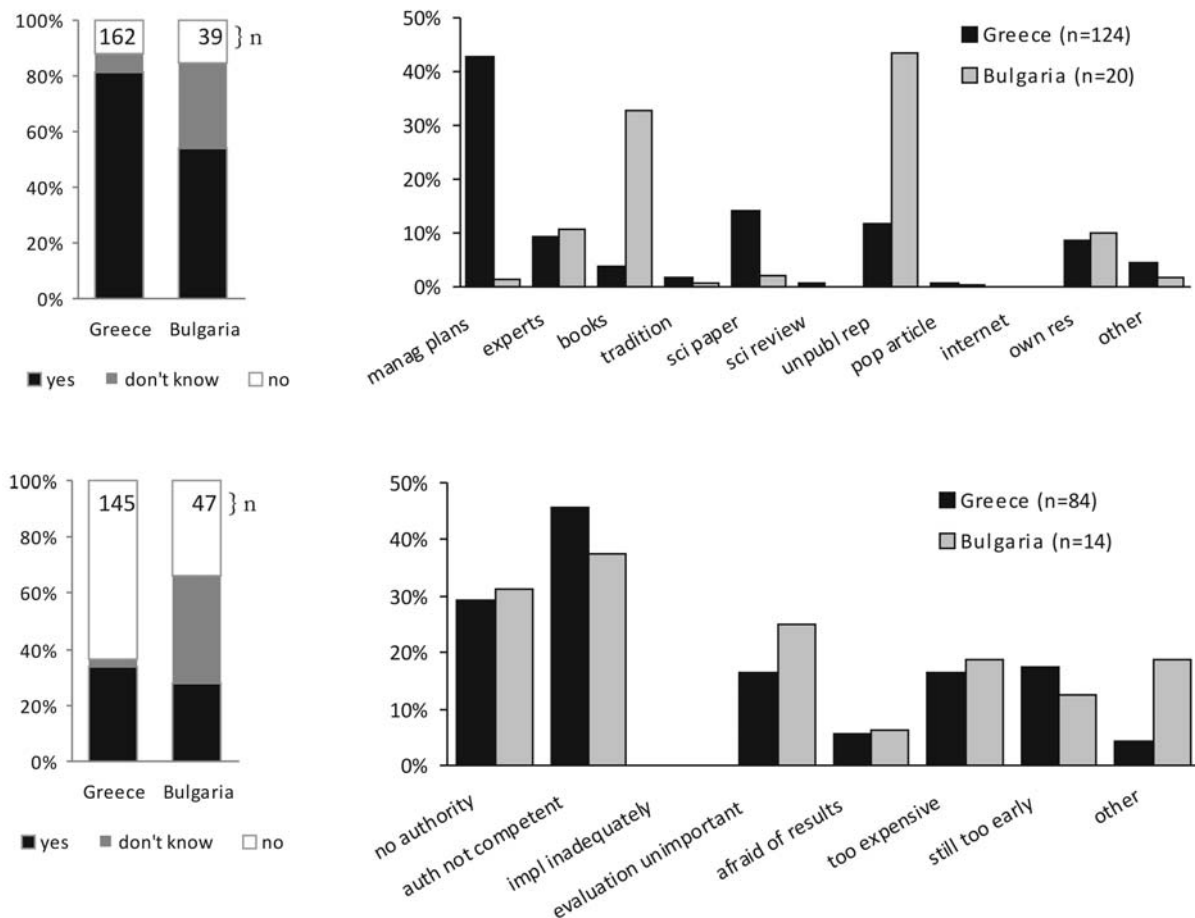 100%
80%
60%
40%
20%
0%
162
39
} n
Greece
Bulgaria
yes
don't know
no
50%
40%
30%
20%
10%
0%
Greece (n=124)
Bulgaria (n=20)
manag plans
experts
books
tradition
sci paper
sci review
unpubl rep
pop article
internet
own res
other
100%
80%
60%
40%
20%
0%
145
47
} n
Greece
Bulgaria
yes
don't know
no
50%
40%
30%
20%
10%
0%
Greece (n=84)
Bulgaria (n=14)
no authority
auth not competent
impl inadequately
evaluation unimportant
afraid of results
too expensive
still too early
other